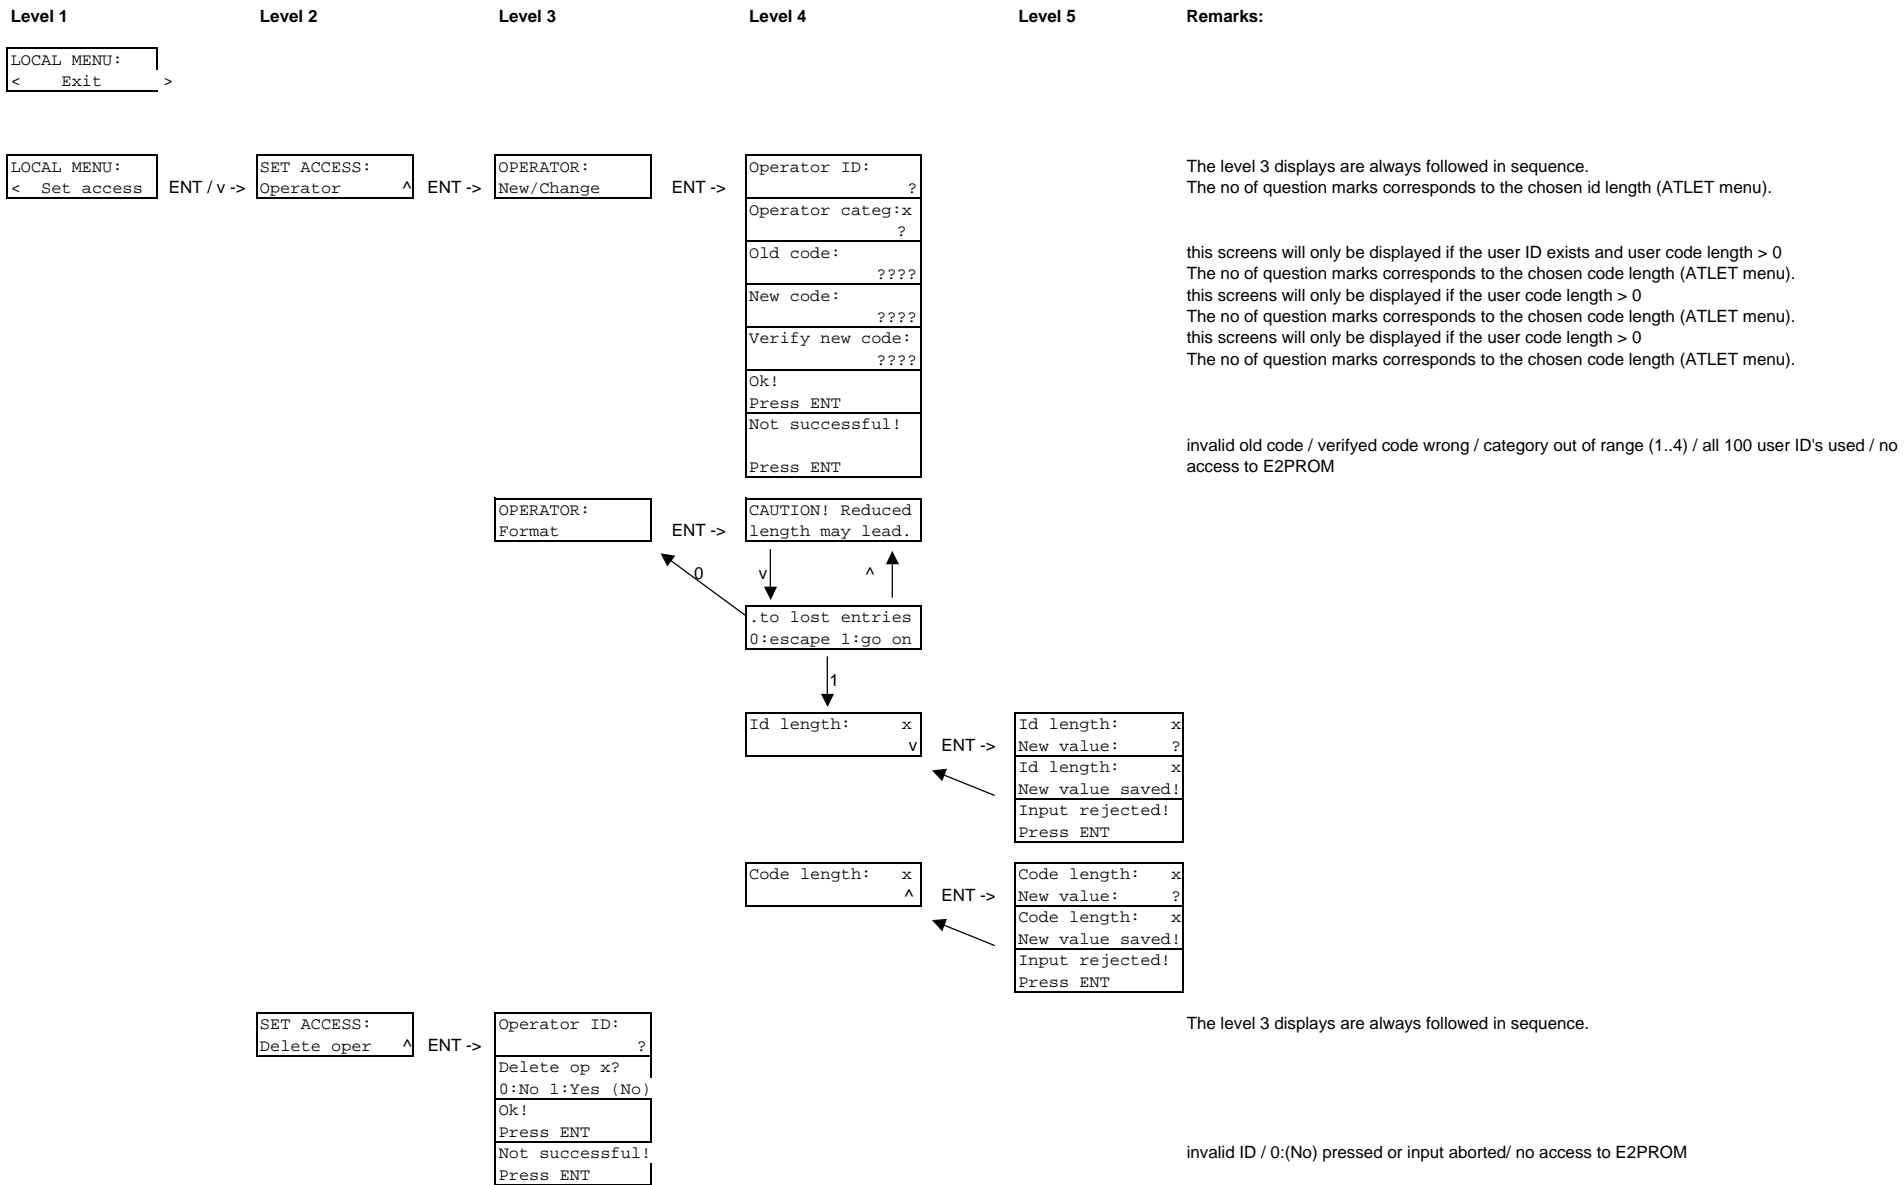 Level 1 Level 2 Level 3 Level 4 Level 5 Remarks:
LOCAL MENU:
< Exit >
LOCAL MENU:
< Set access
ENT / v ->
SET ACCESS:
Operator ^
ENT ->
OPERATOR:
New/Change
ENT ->
Operator ID:
?
The level 3 displays are always followed in sequence.
The no of question marks corresponds to the chosen id length (ATLET menu).
Operator categ:x
?
Old code:
????
this screens will only be displayed if the user ID exists and user code length > 0
The no of question marks corresponds to the chosen code length (ATLET menu).
New code:
????
this screens will only be displayed if the user code length > 0
The no of question marks corresponds to the chosen code length (ATLET menu).
Verify new code:
????
this screens will only be displayed if the user code length > 0
The no of question marks corresponds to the chosen code length (ATLET menu).
Ok!
Press ENT
Not successful!
Press ENT
invalid old code / verifyed code wrong / category out of range (1..4) / all 100 user ID's used / no
access to E2PROM
OPERATOR:
Format
ENT ->
CAUTION! Reduced
length may lead.
0 v ^
.to lost entries
0:escape 1:go on
1
Id length: x
v
ENT ->
Id length: x
New value: ?
Id length: x
New value saved!
Input rejected!
Press ENT
Code length: x
^
ENT ->
Code length: x
New value: ?
Code length: x
New value saved!
Input rejected!
Press ENT
SET ACCESS:
Delete oper ^
ENT ->
Operator ID:
?
The level 3 displays are always followed in sequence.
Delete op x?
0:No 1:Yes (No)
Ok!
Press ENT
Not successful!
Press ENT
invalid ID / 0:(No) pressed or input aborted/ no access to E2PROM